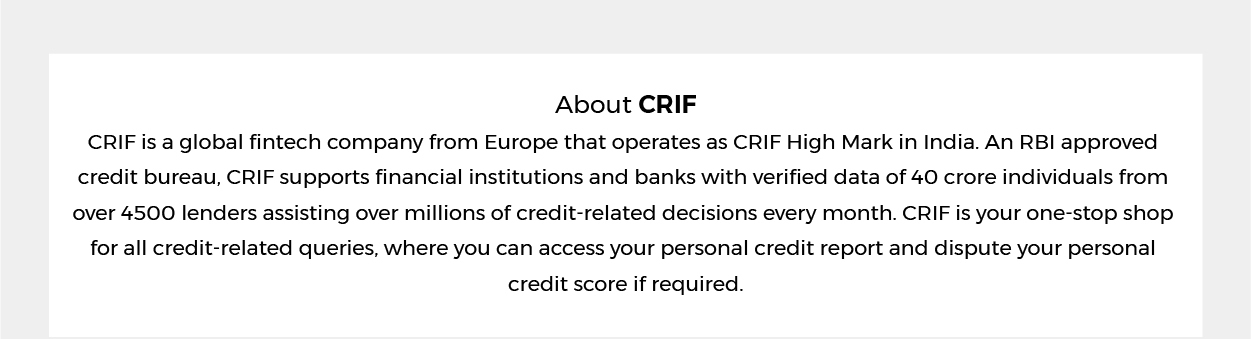 About CRIF
CRIF is a global fintech company from Europe that operates as CRIF High Mark in India. An RBI approved
credit bureau, CRIF supports financial institutions and banks with verified data of 40 crore individuals from
over 4500 lenders assisting over millions of credit-related decisions every month. CRIF is your one-stop shop
for all credit-related queries, where you can access your personal credit report and dispute your personal
credit score if required.